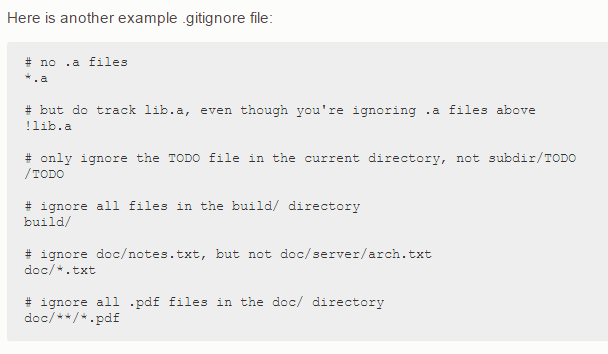 Here is another example .gitignore file:
# no .a files
*.a
# but do track lib.a, even though you're ignoring .a files above
!lib.a
# only ignore the TODO file in the current directory, not subdir/TODO
/TODO
# ignore all files in the build/ directory
build/
# ignore doc/notes.txt, but not doc/server/arch.txt
doc/*.txt
# ignore all .pdf files in the doc/ directory
doc/**/*.pdf